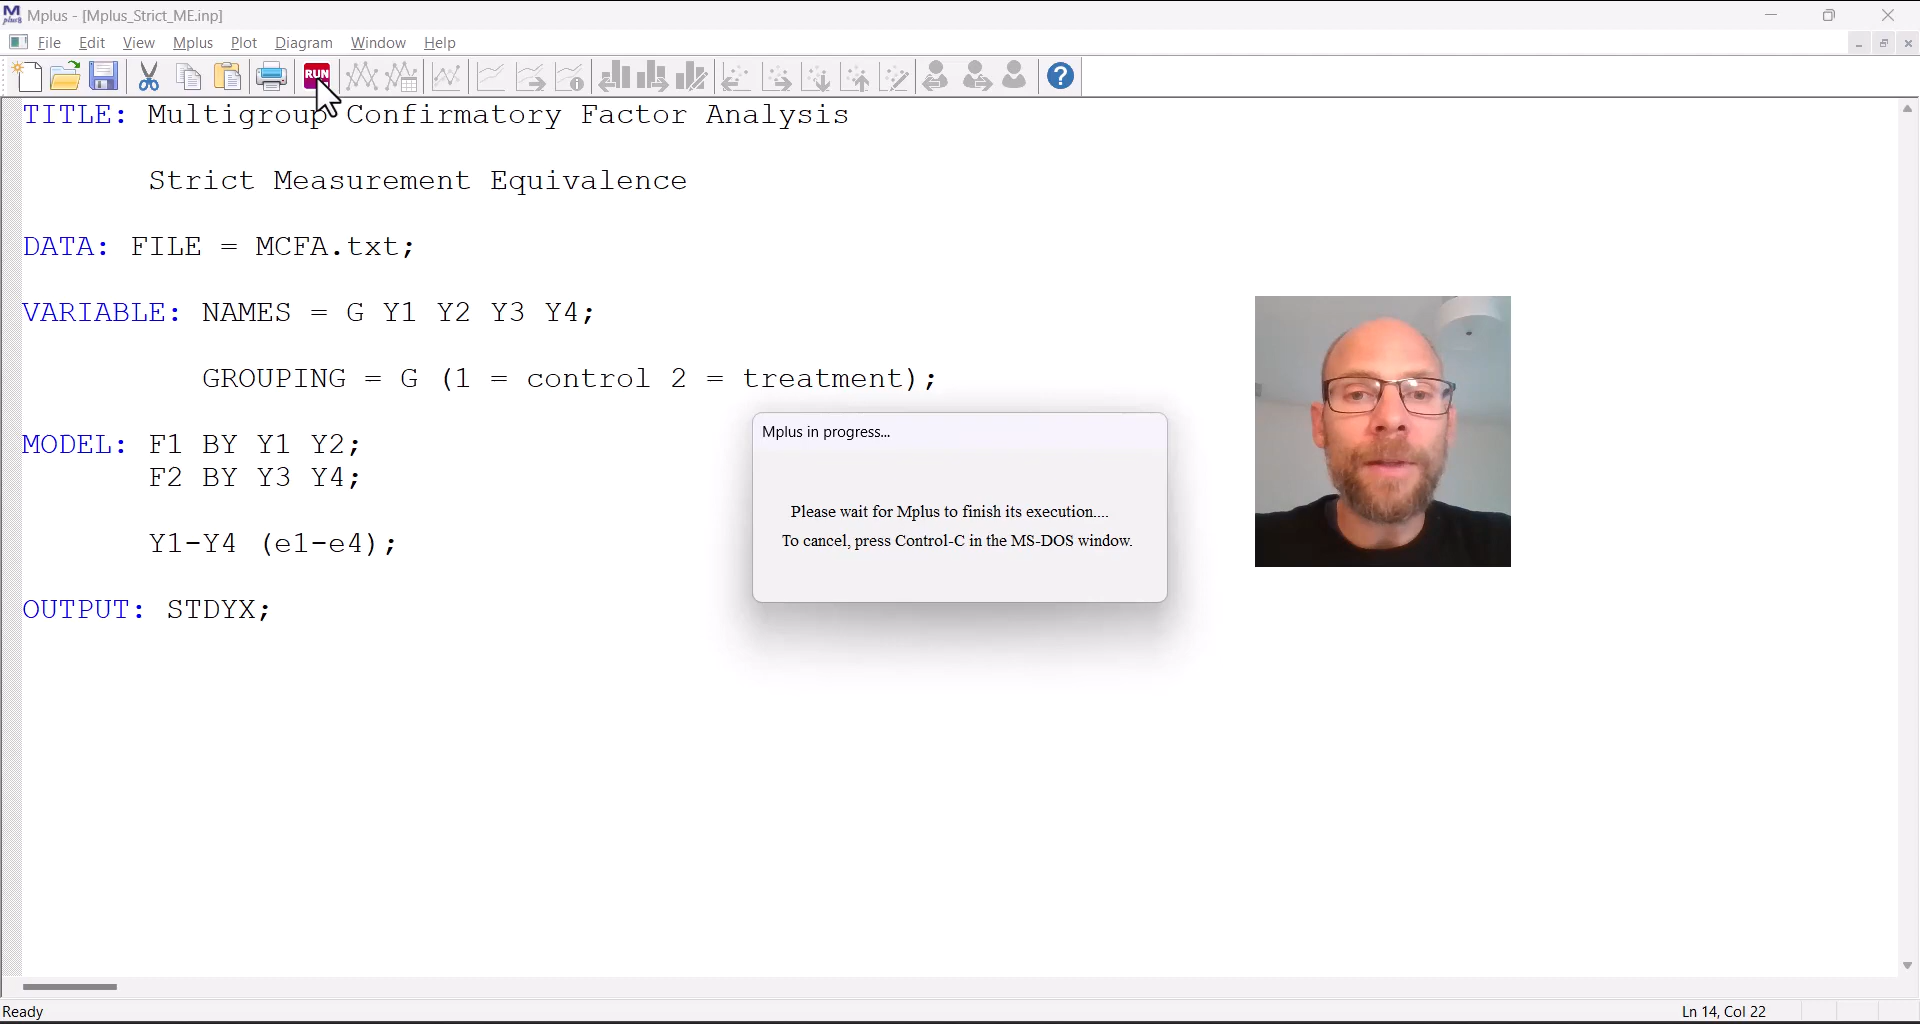 Mplus - [Mplus_Strict_ME.inp]
File Edit View Mplus Plot Diagram Window Help
RUN
TITLE: Multigroup Confirmatory Factor Analysis
Strict Measurement Equivalence
DATA: FILE = MCFA.txt;
VARIABLE: NAMES = G Y1 Y2 Y3 Y4;
GROUPING = G (1 = control 2 = treatment);
MODEL: F1 BY Y1 Y2;
F2 BY Y3 Y4;
Y1-Y4 (e1-e4);
OUTPUT: STDYX;
Mplus in progress...
Please wait for Mplus to finish its execution....
To cancel, press Control-C in the MS-DOS window.
Ready
Ln 14, Col 22